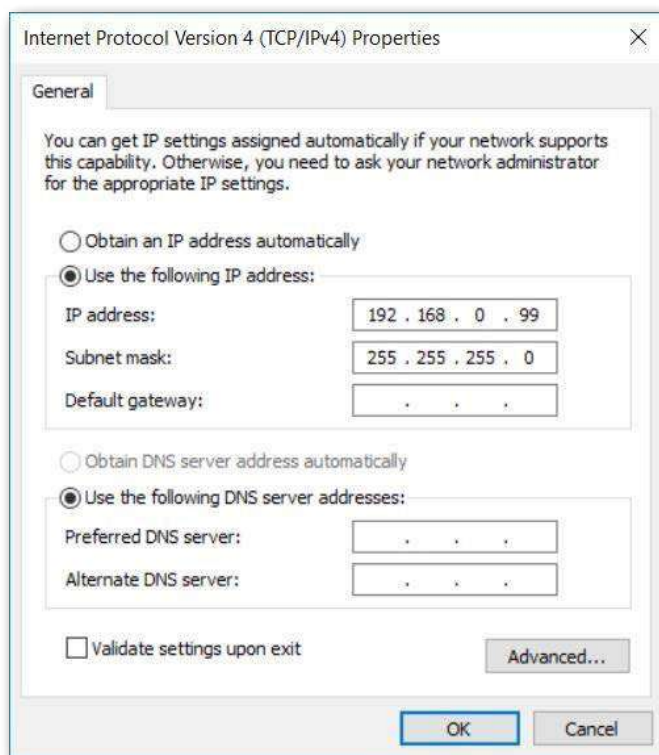 Internet Protocol Version 4 (TCP/IPv4) Properties
General
You can get IP settings assigned automatically if your network supports
this capability. Otherwise, you need to ask your network administrator
for the appropriate IP settings.
Obtain an IP address automatically
Use the following IP address:
IP address: 192 . 168 . 0 . 99
Subnet mask: 255 . 255 . 255 . 0
Default gateway: . . .
Obtain DNS server address automatically
Use the following DNS server addresses:
Preferred DNS server: . . .
Alternate DNS server: . . .
Validate settings upon exit
Advanced...
OK Cancel